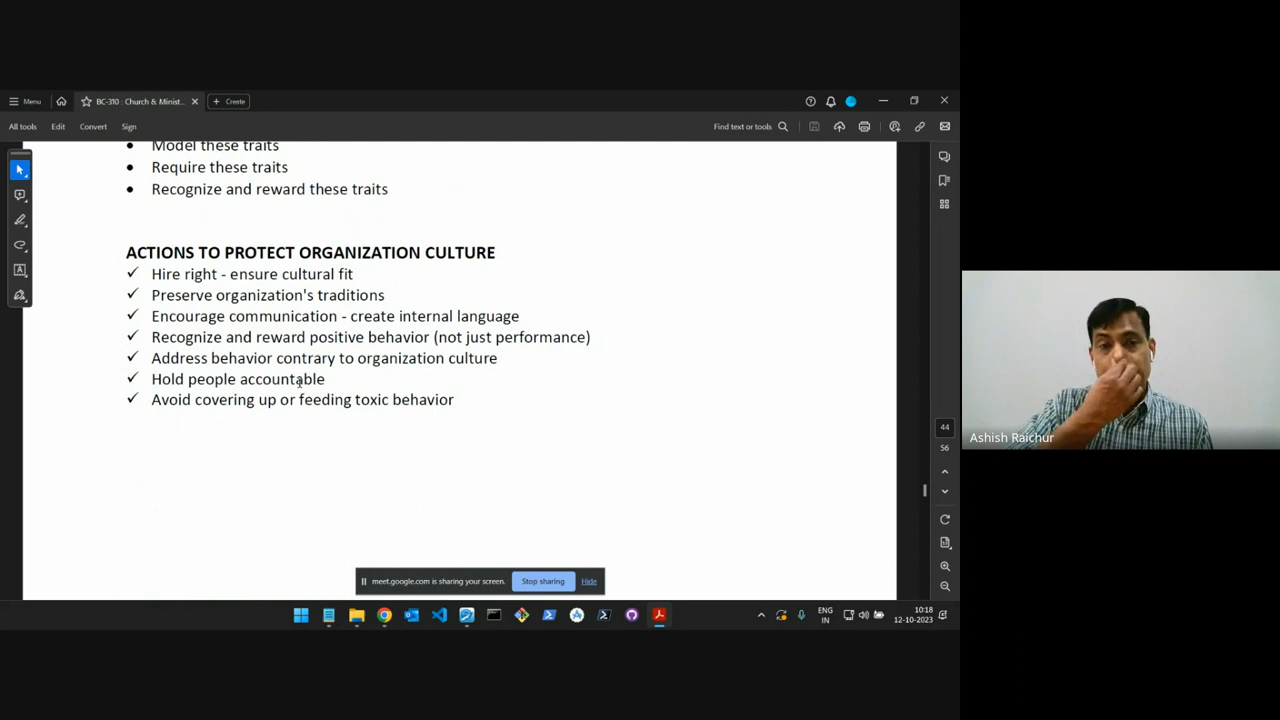 Menu
BC-310 : Church & Minist...
Create
All tools
Edit
Convert
Sign
Find text or tools
• Model these traits
• Require these traits
• Recognize and reward these traits
ACTIONS TO PROTECT ORGANIZATION CULTURE
✓ Hire right - ensure cultural fit
✓ Preserve organization's traditions
✓ Encourage communication - create internal language
✓ Recognize and reward positive behavior (not just performance)
✓ Address behavior contrary to organization culture
✓ Hold people accountable
✓ Avoid covering up or feeding toxic behavior
44
56
Ashish Raichur
meet.google.com is sharing your screen.
Stop sharing
Hide
ENG
IN
10:18
12-10-2023